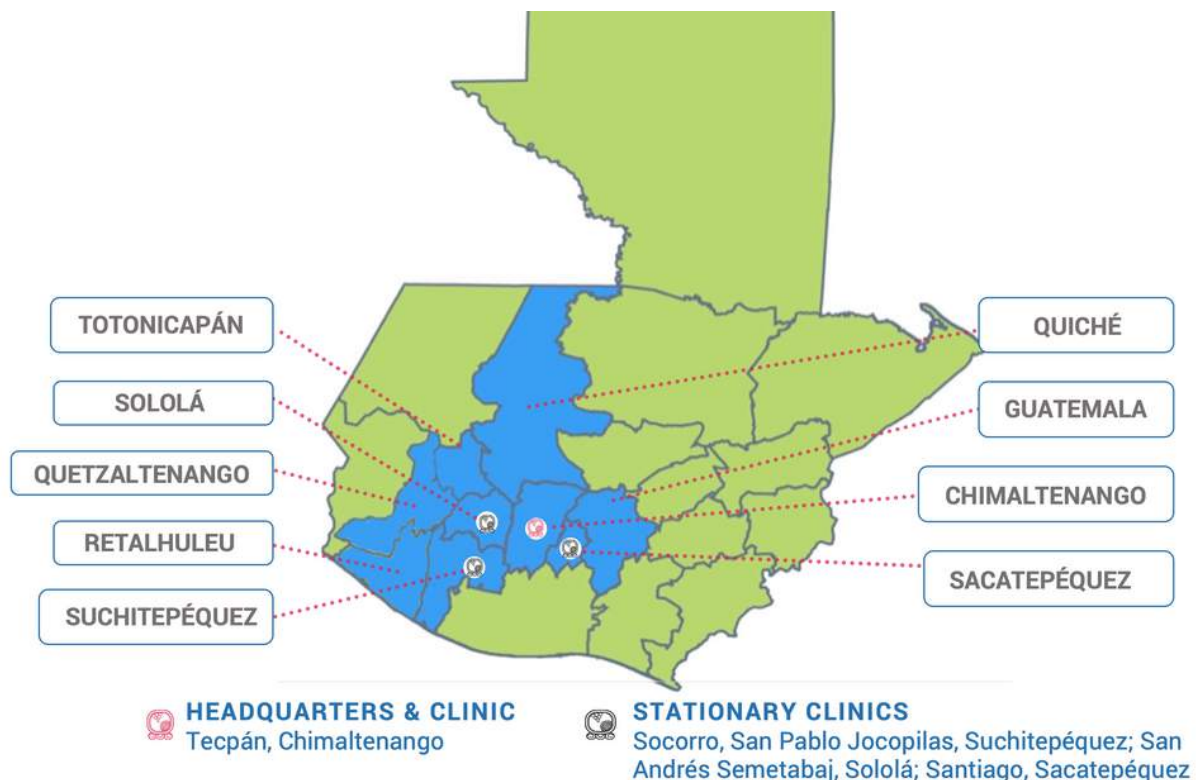 TOTONICAPÁN
SOLOLÁ
QUETZALTENANGO
RETALHULEU
SUCHITEPÉQUEZ
QUICHÉ
GUATEMALA
CHIMALTENANGO
SACATEPÉQUEZ
HEADQUARTERS & CLINIC
Tecpán, Chimaltenango
STATIONARY CLINICS
Socorro, San Pablo Jocopilas, Suchitepéquez; San
Andrés Semetabaj, Sololá; Santiago, Sacatepéquez